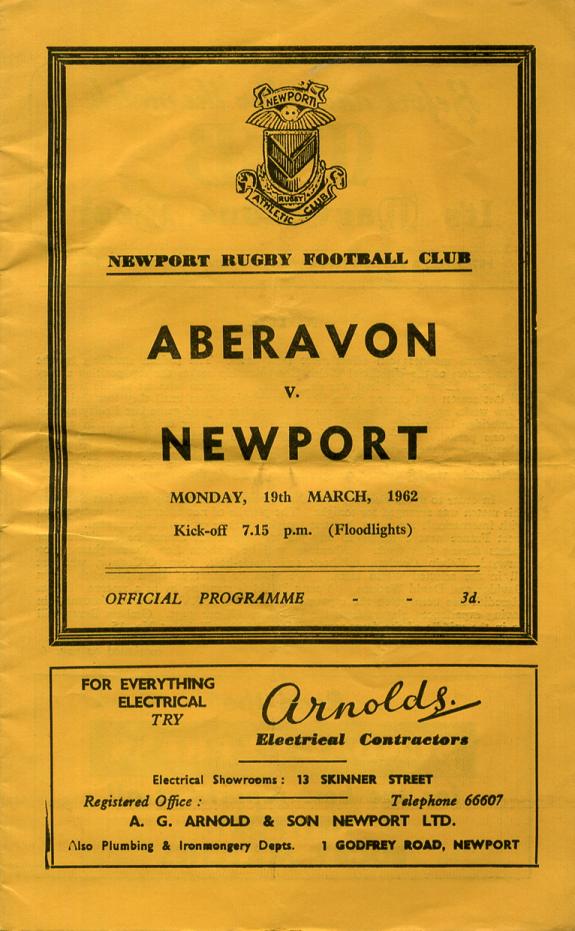 NEWPORT
RUGBY
ATHLETIC CLUB
NEWPORT RUGBY FOOTBALL CLUB
ABERAVON
v.
NEWPORT
MONDAY, 19th MARCH, 1962
Kick-off 7.15 p.m. (Floodlights)
OFFICIAL PROGRAMME - - 3d.
FOR EVERYTHING
ELECTRICAL
TRY
Arnolds.
Electrical Contractors
Electrical Showrooms: 13 SKINNER STREET
Registered Office: Telephone 66607
A. G. ARNOLD & SON NEWPORT LTD.
Also Plumbing & Ironmongery Depts. 1 GODFREY ROAD, NEWPORT